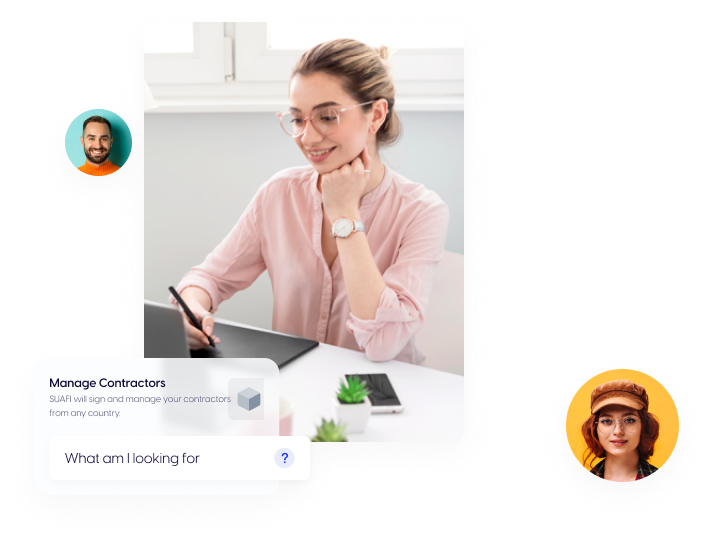 Manage Contractors
SUAFI will sign and manage your contractors
from any country.
What am I looking for
?